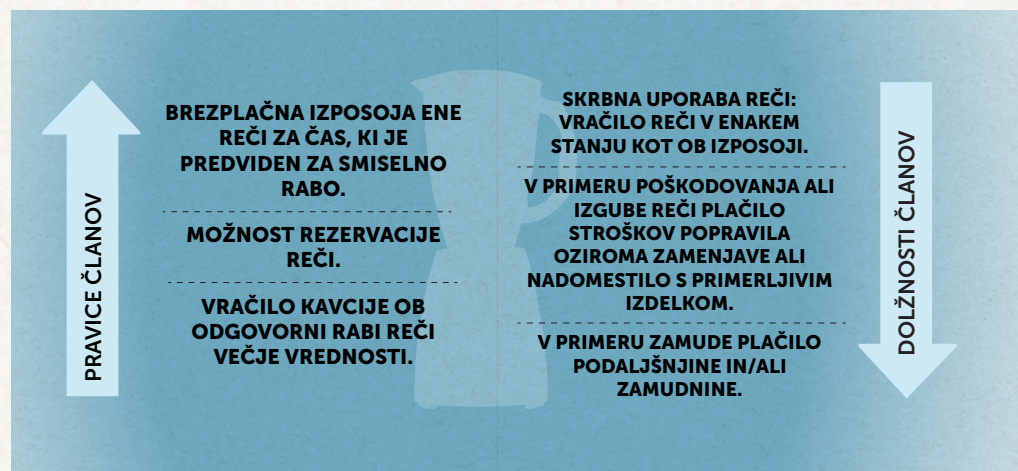 PRAVICE ČLANOV
BREZPLAČNA IZPOSOJA ENE
REČI ZA ČAS, KI JE
PREDVIDEN ZA SMISELNO
RABO.
MOŽNOST REZERVACIJE
REČI.
VRAČILO KAVCIJE OB
ODGOVORNI RABI REČI
VEČJE VREDNOSTI.
SKRBNA UPORABA REČI:
VRAČILO REČI V ENAKEM
STANJU KOT OB IZPOSOJI.
V PRIMERU POŠKODOVANJA ALI
IZGUBE REČI PLAČILO
STROŠKOV POPRAVILA
OZIROMA ZAMENJAVE ALI
NADOMESTILO S PRIMERLJIVIM
IZDELKOM.
V PRIMERU ZAMUDE PLAČILO
PODALJŠNJINE IN/ALI
ZAMUDNINE.
DOLŽNOSTI ČLANOV